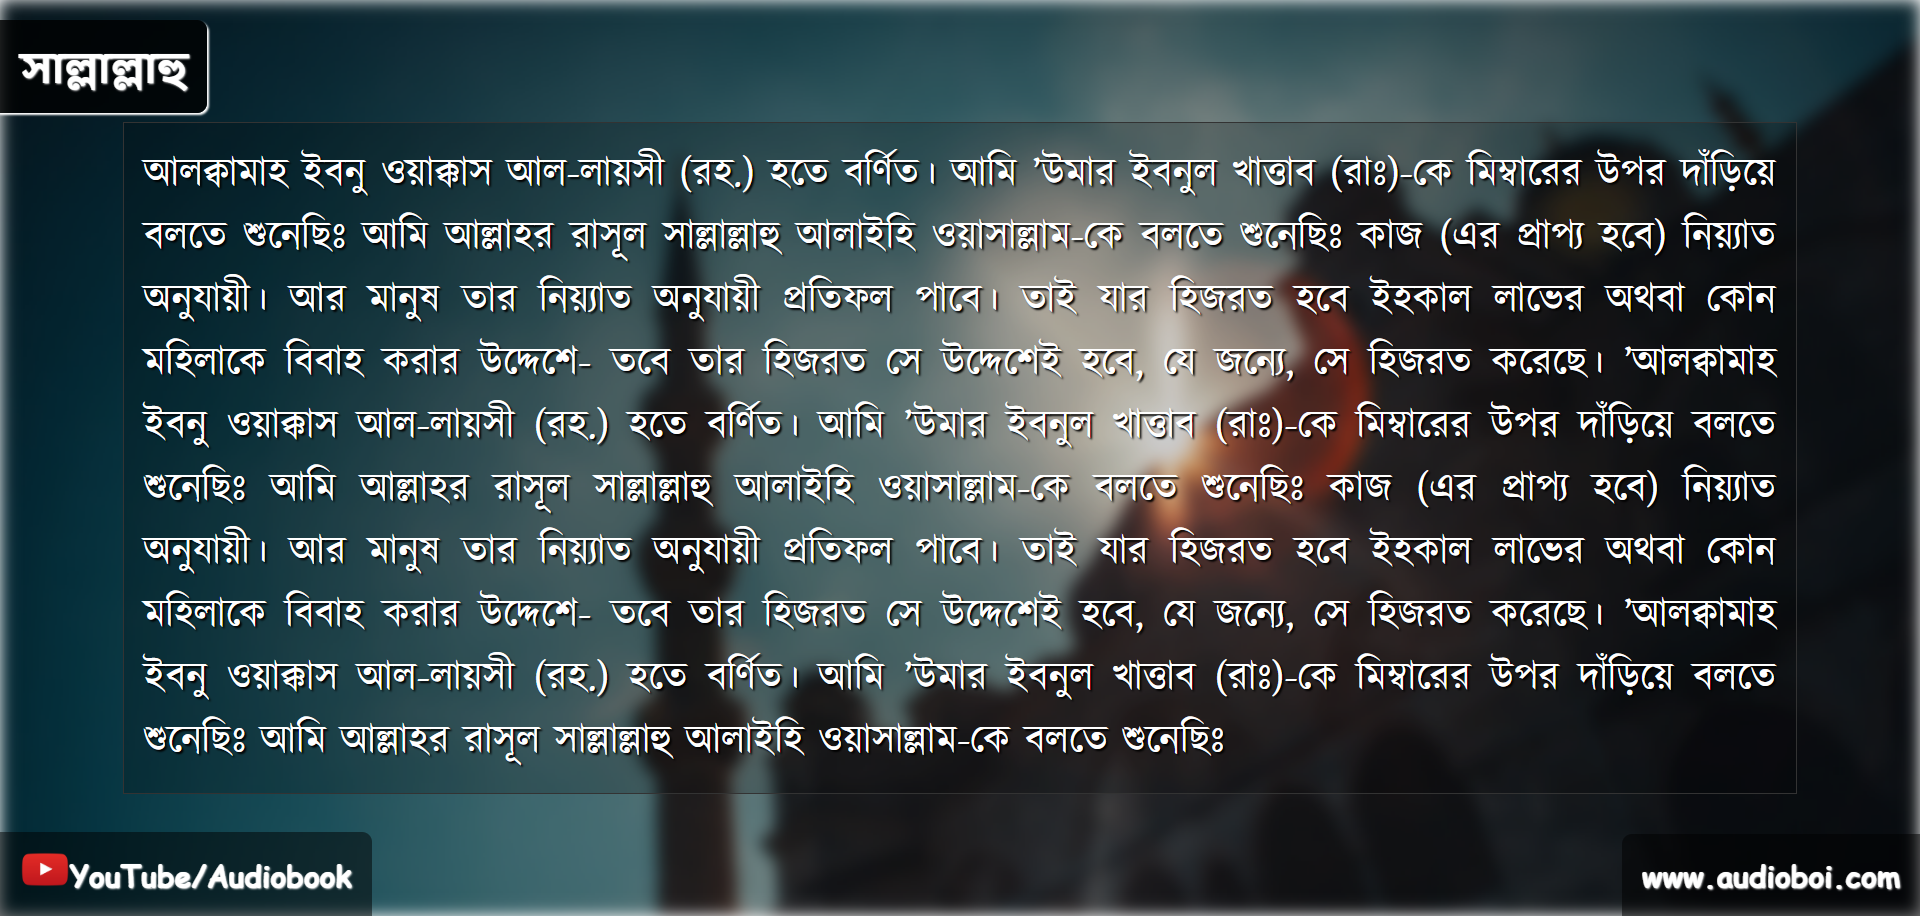 সাল্লাল্লাহু
আলক্বামাহ ইবনু ওয়াক্কাস আল-লায়সী (রহ.) হতে বর্ণিত। আমি ’উমার ইবনুল খাত্তাব (রাঃ)-কে মিম্বারের উপর দাঁড়িয়ে
বলতে শুনেছিঃ আমি আল্লাহর রাসূল সাল্লাল্লাহু আলাইহি ওয়াসাল্লাম-কে বলতে শুনেছিঃ কাজ (এর প্রাপ্য হবে) নিয়্যাত
অনুযায়ী। আর মানুষ তার নিয়্যাত অনুযায়ী প্রতিফল পাবে। তাই যার হিজরত হবে ইহকাল লাভের অথবা কোন
মহিলাকে বিবাহ করার উদ্দেশে- তবে তার হিজরত সে উদ্দেশেই হবে, যে জন্যে, সে হিজরত করেছে। ’আলক্বামাহ
ইবনু ওয়াক্কাস আল-লায়সী (রহ.) হতে বর্ণিত। আমি ’উমার ইবনুল খাত্তাব (রাঃ)-কে মিম্বারের উপর দাঁড়িয়ে বলতে
শুনেছিঃ আমি আল্লাহর রাসূল সাল্লাল্লাহু আলাইহি ওয়াসাল্লাম-কে বলতে শুনেছিঃ কাজ (এর প্রাপ্য হবে) নিয়্যাত
অনুযায়ী। আর মানুষ তার নিয়্যাত অনুযায়ী প্রতিফল পাবে। তাই যার হিজরত হবে ইহকাল লাভের অথবা কোন
মহিলাকে বিবাহ করার উদ্দেশে- তবে তার হিজরত সে উদ্দেশেই হবে, যে জন্যে, সে হিজরত করেছে। ’আলক্বামাহ
ইবনু ওয়াক্কাস আল-লায়সী (রহ.) হতে বর্ণিত। আমি ’উমার ইবনুল খাত্তাব (রাঃ)-কে মিম্বারের উপর দাঁড়িয়ে বলতে
শুনেছিঃ আমি আল্লাহর রাসূল সাল্লাল্লাহু আলাইহি ওয়াসাল্লাম-কে বলতে শুনেছিঃ
YouTube/Audiobook
www.audioboi.com